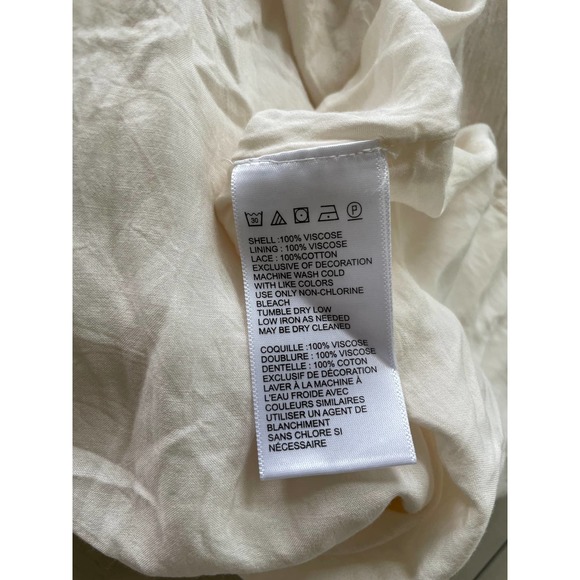 30 P
SHELL :100% VISCOSE
LINING : 100% VISCOSE
LACE : 100%COTTON
EXCLUSIVE OF DECORATION
MACHINE WASH COLD
WITH LIKE COLORS
USE ONLY NON-CHLORINE
BLEACH
TUMBLE DRY LOW
LOW IRON AS NEEDED
MAY BE DRY CLEANED
COQUILLE :100% VISCOSE
DOUBLURE : 100% VISCOSE
DENTELLE : 100% COTON
EXCLUSIF DE DÉCORATION
LAVER À LA MACHINE À
L'EAU FROIDE AVEC
COULEURS SIMILAIRES
UTILISER UN AGENT DE
BLANCHIMENT
SANS CHLORE SI
NÉCESSAIRE